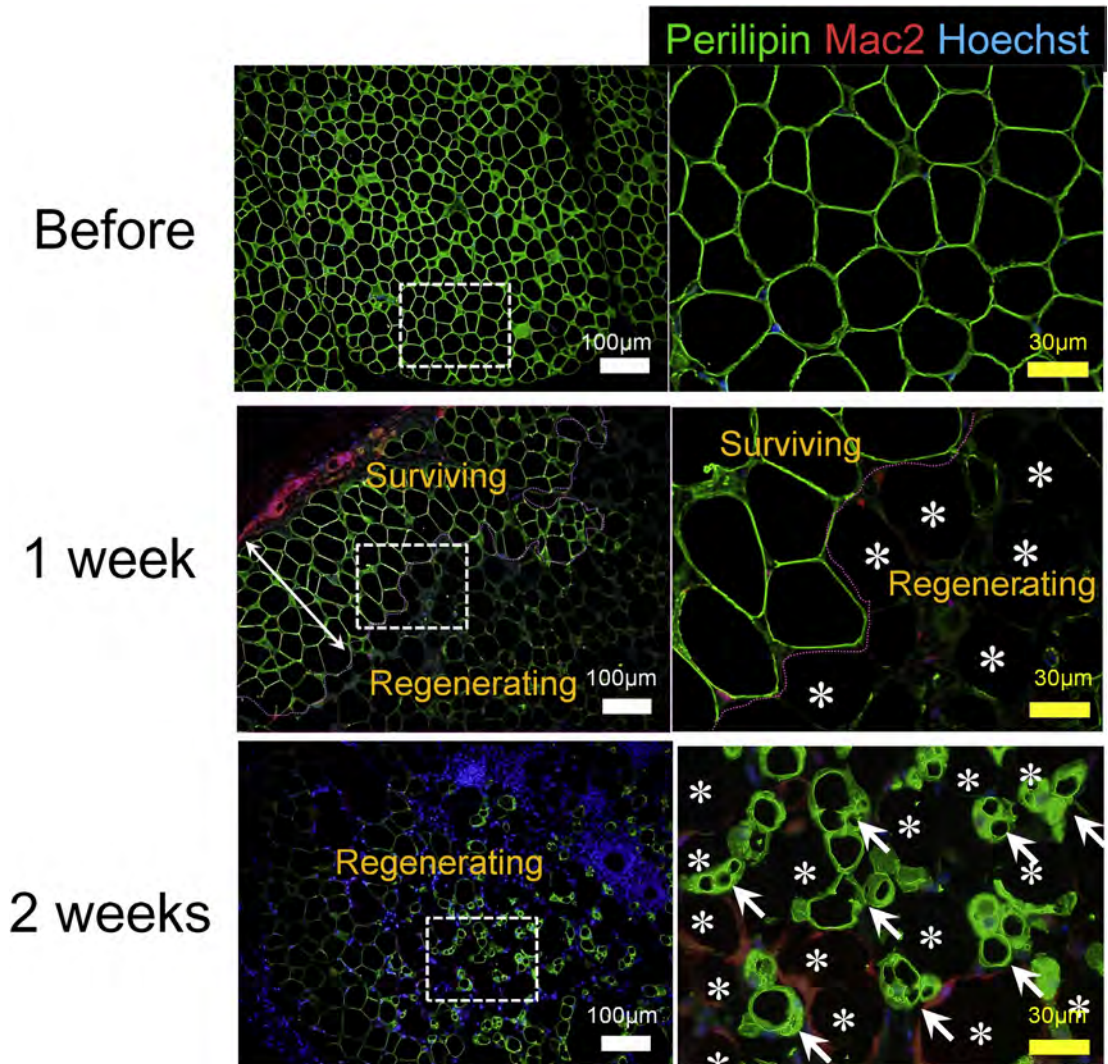 Perilipin Mac2 Hoechst
Before
100µm
30µm
1 week
Surviving
Regenerating
100µm
Surviving
Regenerating
30µm
2 weeks
Regenerating
100µm
30µm